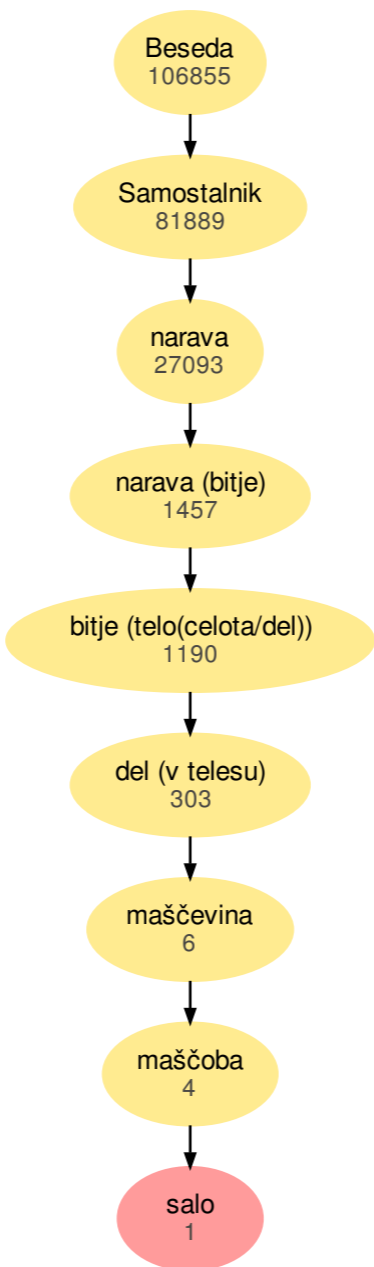 Beseda
106855
Samostalnik
81889
narava
27093
narava (bitje)
1457
bitje (telo(celota/del))
1190
del (v telesu)
303
maščevina
6
maščoba
4
salo
1